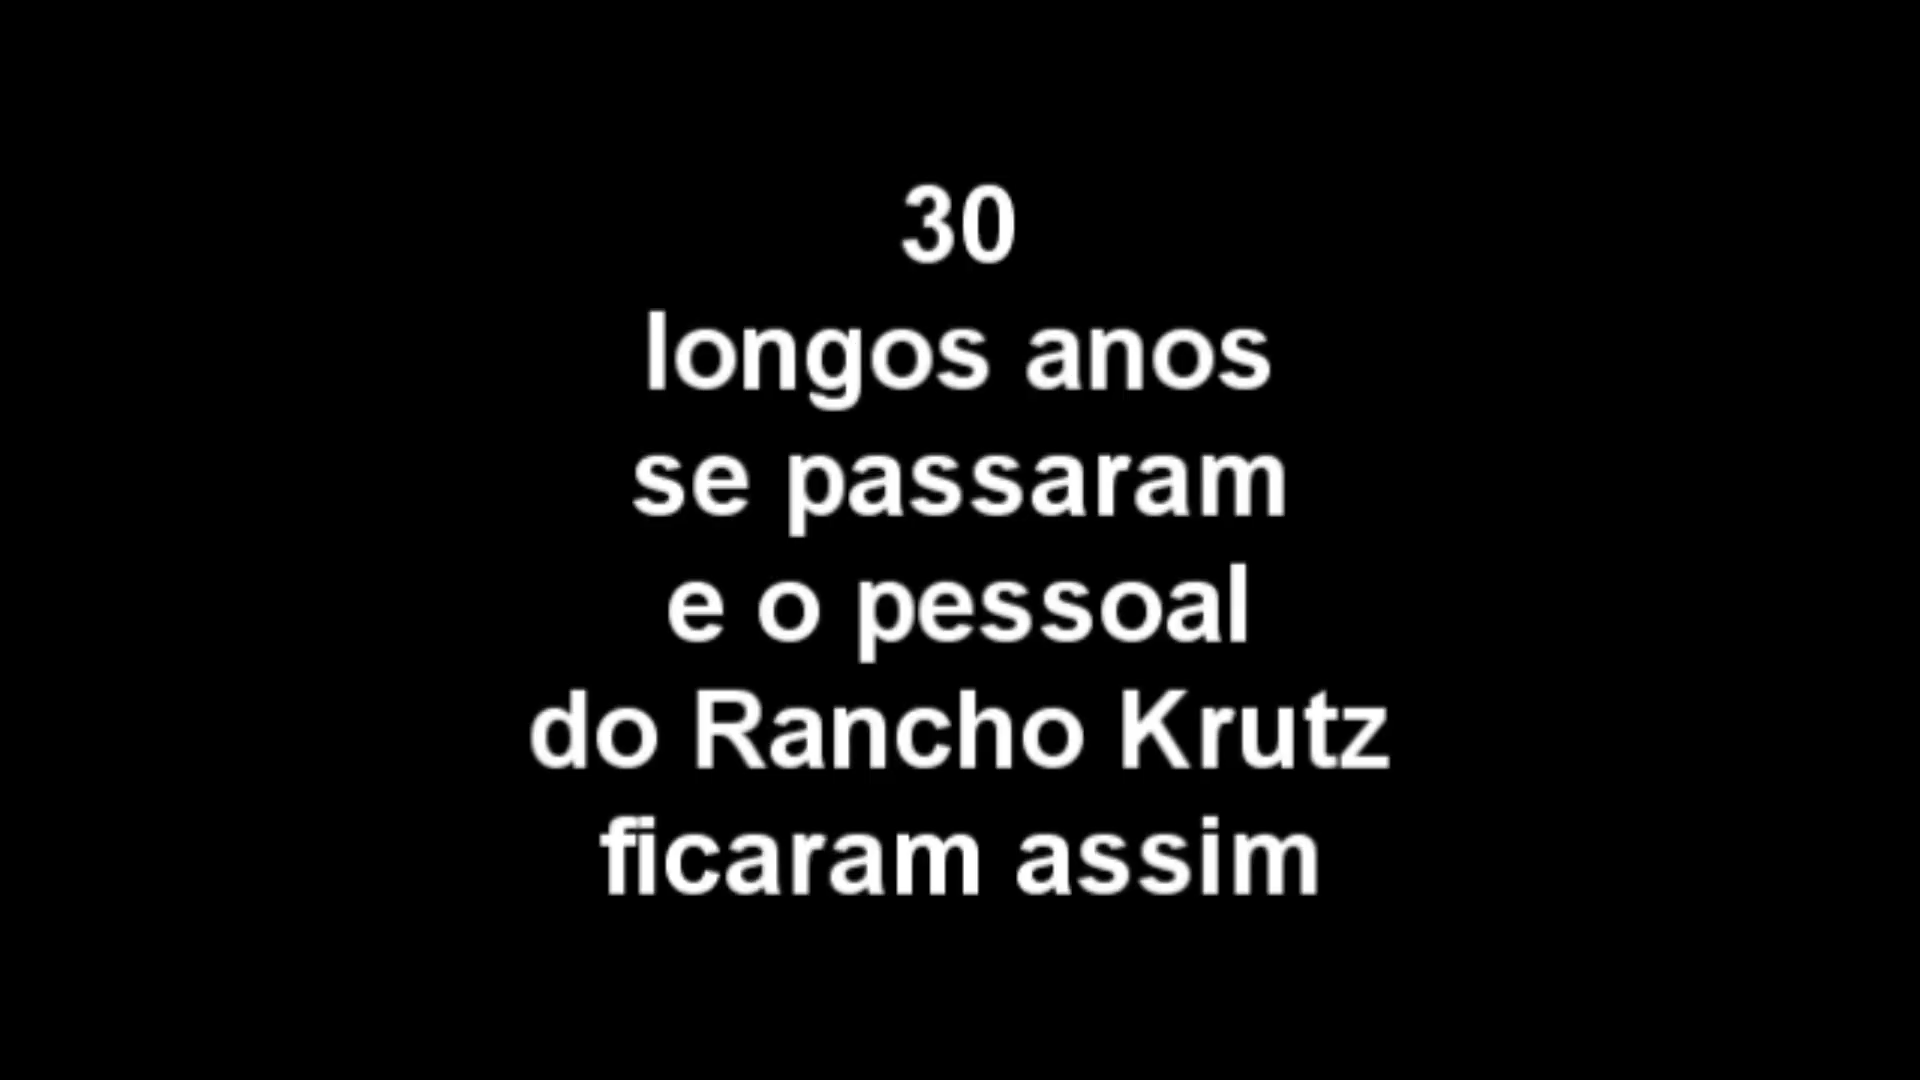 30
longos anos
se passaram
e o pessoal
do Rancho Krutz
ficaram assim